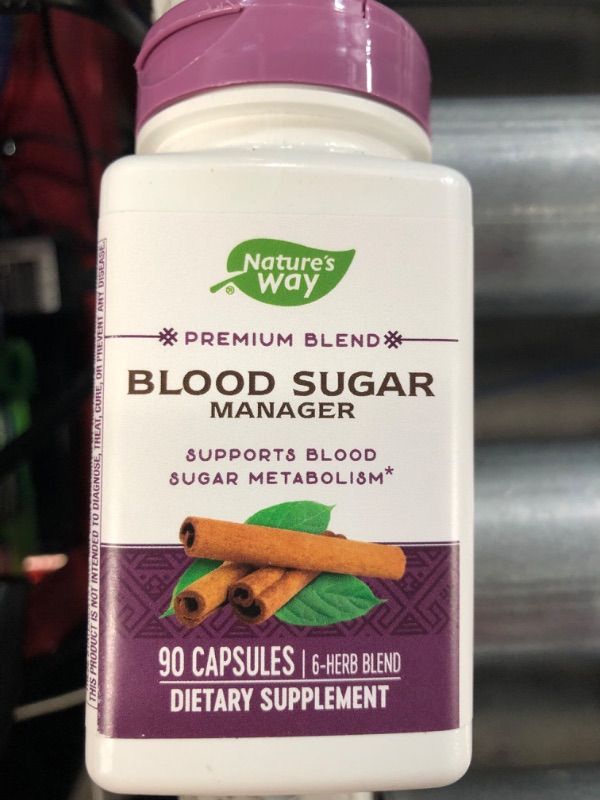 Nature's
Way
®
PREMIUM BLEND
BLOOD SUGAR
MANAGER
SUPPORTS BLOOD
SUGAR METABOLISM*
90 CAPSULES | 6-HERB BLEND
DIETARY SUPPLEMENT
(THIS PRODUCT IS NOT INTENDED TO DIAGNOSE, TREAT, CURE, OR PREVENT ANY DISEASE.)